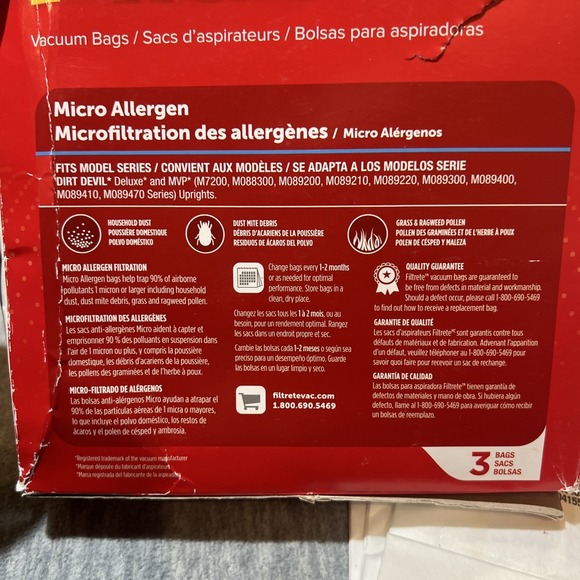 Vacuum Bags / Sacs d'aspirateurs / Bolsas para aspiradoras
Micro Allergen
Microfiltration des allergènes / Micro Alérgenos
FITS MODEL SERIES / CONVIENT AUX MODÈLES / SE ADAPTA A LOS MODELOS SERIE
DIRT DEVIL* Deluxe* and MVP* (M7200, M088300, M089200, M089210, M089220, M089300, M089400,
M089410, M089470 Series) Uprights.
HOUSEHOLD DUST
POUSSIÈRE DOMESTIQUE
POLVO DOMÉSTICO
DUST MITE DEBRIS
DÉBRIS D'ACARIENS DE LA POUSSIÈRE
RESIDUOS DE ÁCAROS DEL POLVO
GRASS & RAGWEED POLLEN
POLLEN DES GRAMINÉES ET DE L'HERBE À POUX
POLEN DE CÉSPED Y MALEZA
MICRO ALLERGEN FILTRATION
Micro Allergen bags help trap 90% of airborne
pollutants 1 micron or larger including household
dust, dust mite debris, grass and ragweed pollen.
MICROFILTRATION DES ALLERGÈNES
Les sacs anti-allergènes Micro aident à capter et
emprisonner 90 % des polluants en suspension
dans l'air de 1 micron ou plus, y compris la poussière
domestique, les débris d'acariens de la poussière,
les pollens des graminées et de l'herbe à poux.
MICRO-FILTRADO DE ALÉRGENOS
Las bolsas anti-alérgenos Micro ayudan a atrapar el
90% de las partículas aéreas de 1 micra o mayores,
lo que incluye el polvo doméstico, los restos de
ácaros y el polen de césped y ambrosia.
Change bags every 1-2 months
or as needed for optimal
performance. Store bags in a
clean, dry place.
Changez les sacs tous les 1 à 2 mois, ou au
besoin, pour un rendement optimal. Rangez
les sacs dans un endroit propre et sec.
Cambie las bolsas cada 1-2 meses o según sea
preciso para un desempeño óptimo. Guarde
las bolsas en un lugar limpio y seco.
filtretevac.com
1.800.690.5469
QUALITY GUARANTEE
Filtrete™ vacuum bags are guaranteed to
be free from defects in material and workmanship.
Should a defect occur, please call 1-800-690-5469
to find out how to receive a replacement bag.
GARANTIE DE QUALITÉ
Les sacs d'aspirateurs Filtrete™ sont garantis contre tous
défauts de matériaux et de fabrication. Advenant l'apparition
d'un défaut, veuillez téléphoner au 1-800-690-5469 pour
savoir quoi faire pour recevoir un sac de rechange.
GARANTÍA DE CALIDAD
Las bolsas para aspiradora Filtrete™ tienen garantía de
defectos de materiales y mano de obra. Si hubiera algún
defecto, llame al 1-800-690-5469 para averiguar cómo recibir
un bolsas de reemplazo.
*Registered trademark of the vacuum manufacturer
*Marque déposée du fabricant d'aspirateurs
*Marca registrada del fabricante de la
3 BAGS
SACS
BOLSAS